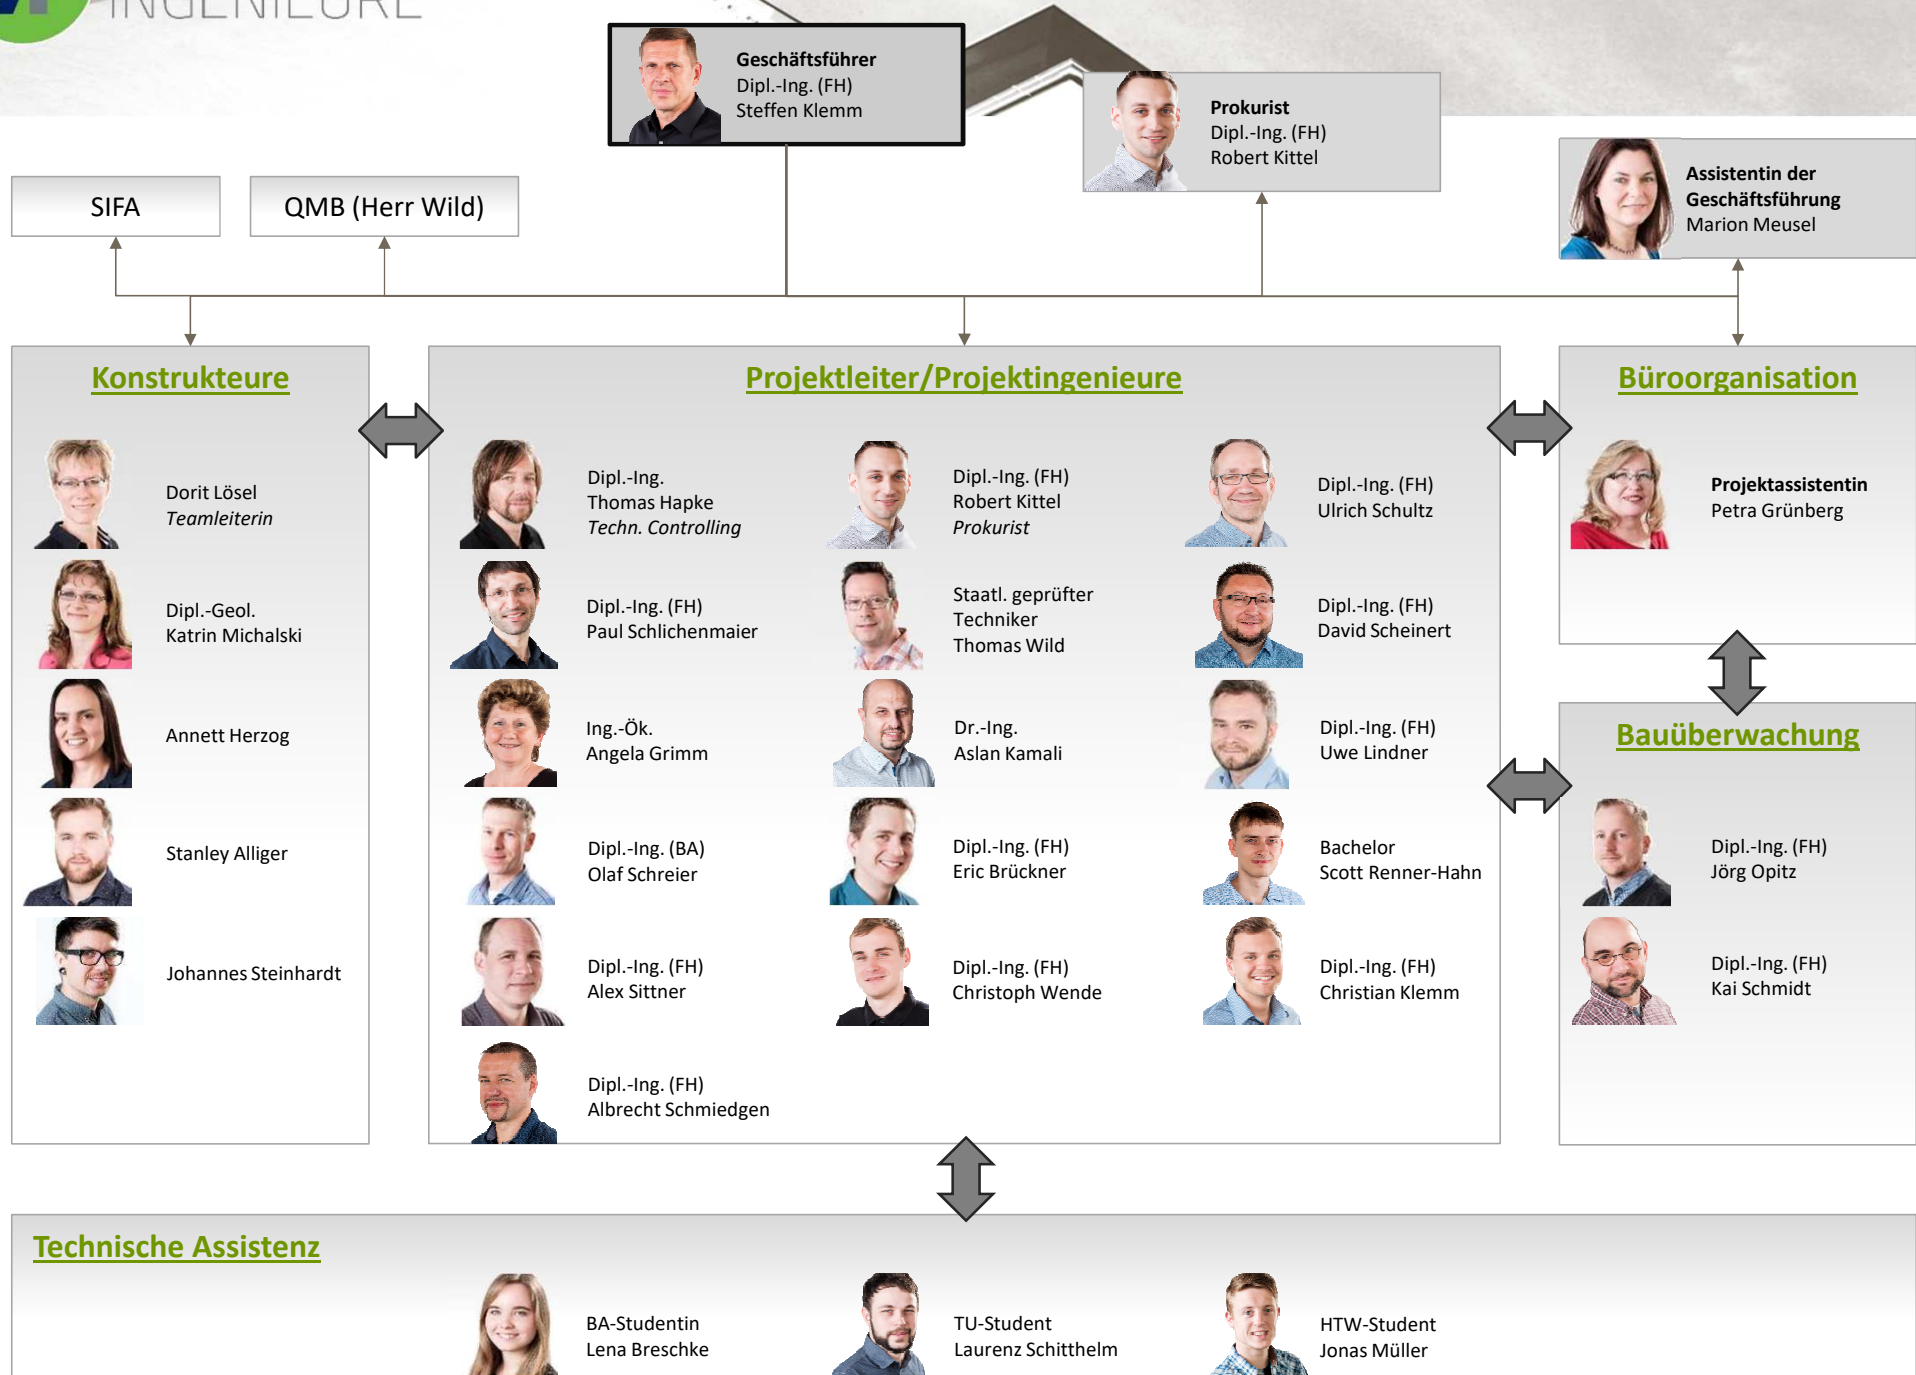 INGENIEURE
Geschäftsführer
Dipl.-Ing. (FH)
Steffen Klemm
Prokurist
Dipl.-Ing. (FH)
Robert Kittel
Assistentin der
Geschäftsführung
Marion Meusel
SIFA
QMB (Herr Wild)
Konstrukteure
Dorit Lösel
Teamleiterin
Dipl.-Geol.
Katrin Michalski
Annett Herzog
Stanley Alliger
Johannes Steinhardt
Projektleiter/Projektingenieure
Dipl.-Ing.
Thomas Hapke
Techn. Controlling
Dipl.-Ing. (FH)
Robert Kittel
Prokurist
Dipl.-Ing. (FH)
Ulrich Schultz
Dipl.-Ing. (FH)
Paul Schlichenmaier
Staatl. geprüfter
Techniker
Thomas Wild
Dipl.-Ing. (FH)
David Scheinert
Ing.-Ök.
Angela Grimm
Dr.-Ing.
Aslan Kamali
Dipl.-Ing. (FH)
Uwe Lindner
Dipl.-Ing. (BA)
Olaf Schreier
Dipl.-Ing. (FH)
Eric Brückner
Bachelor
Scott Renner-Hahn
Dipl.-Ing. (FH)
Alex Sittner
Dipl.-Ing. (FH)
Christoph Wende
Dipl.-Ing. (FH)
Christian Klemm
Dipl.-Ing. (FH)
Albrecht Schmiedgen
Büroorganisation
Projektassistentin
Petra Grünberg
Bauüberwachung
Dipl.-Ing. (FH)
Jörg Opitz
Dipl.-Ing. (FH)
Kai Schmidt
Technische Assistenz
BA-Studentin
Lena Breschke
TU-Student
Laurenz Schitthelm
HTW-Student
Jonas Müller